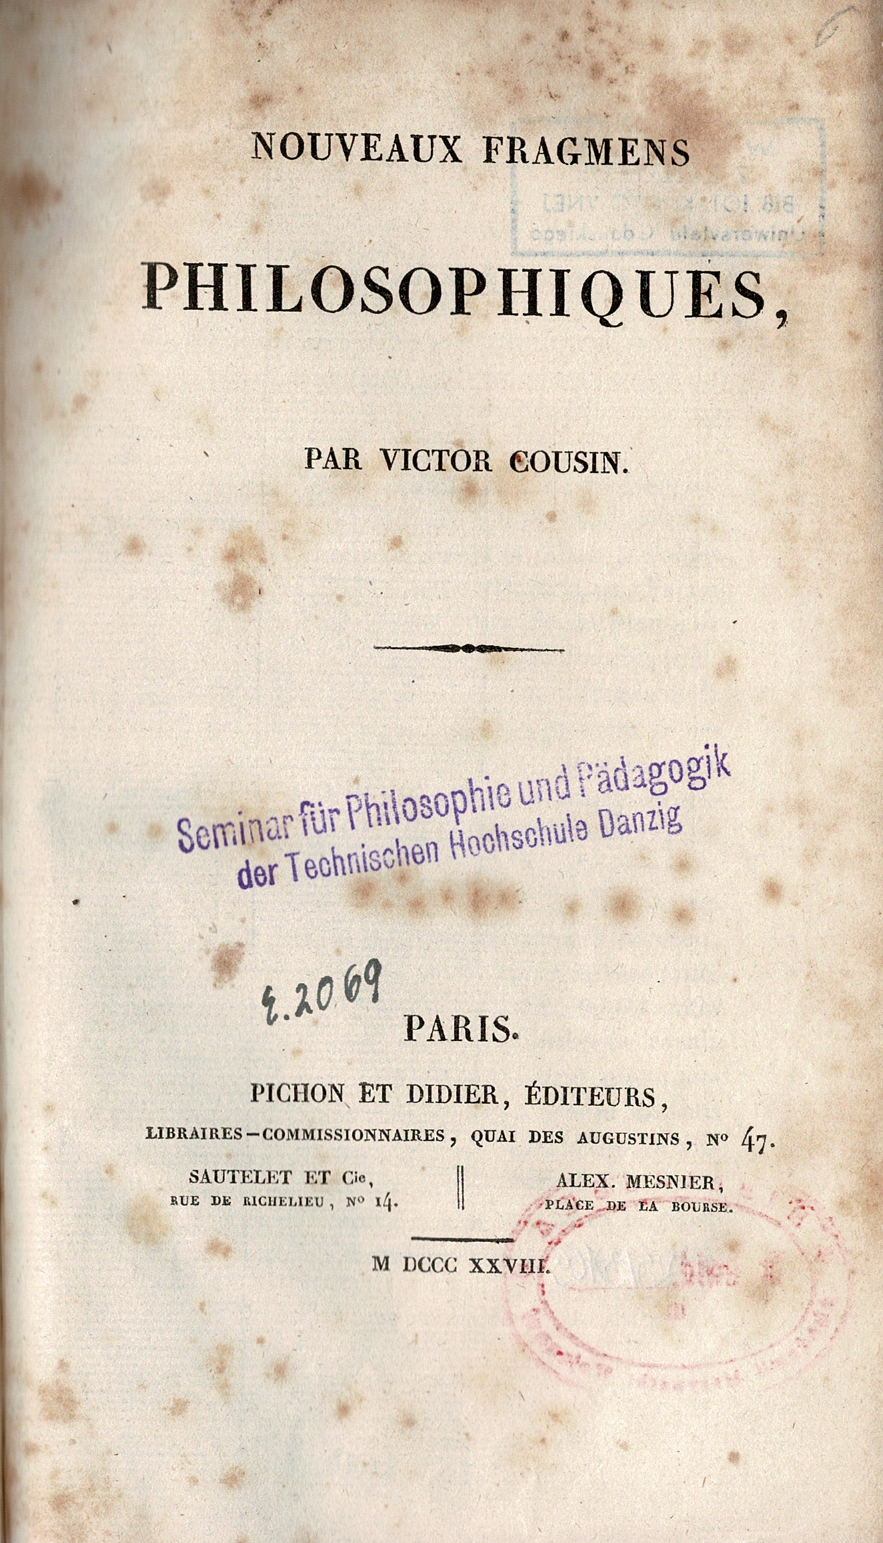 NOUVEAUX FRAGMENS
PHILOSOPHIQUES,
PAR VICTOR COUSIN.
Seminar für Philosophie und Pädagogik
der Technischen Hochschule Danzig
2069
PARIS.
PICHON ET DIDIER, ÉDITEURS,
LIBRAIRES-COMMISSIONNAIRES, QUAI DES AUGUSTINS, Nº 47.
SAUTELET ET Cie,
RUE DE RICHELIEU, Nº 14.
ALEX. MESNIER,
PLACE DE LA BOURSE.
M DCCC XXVIII.